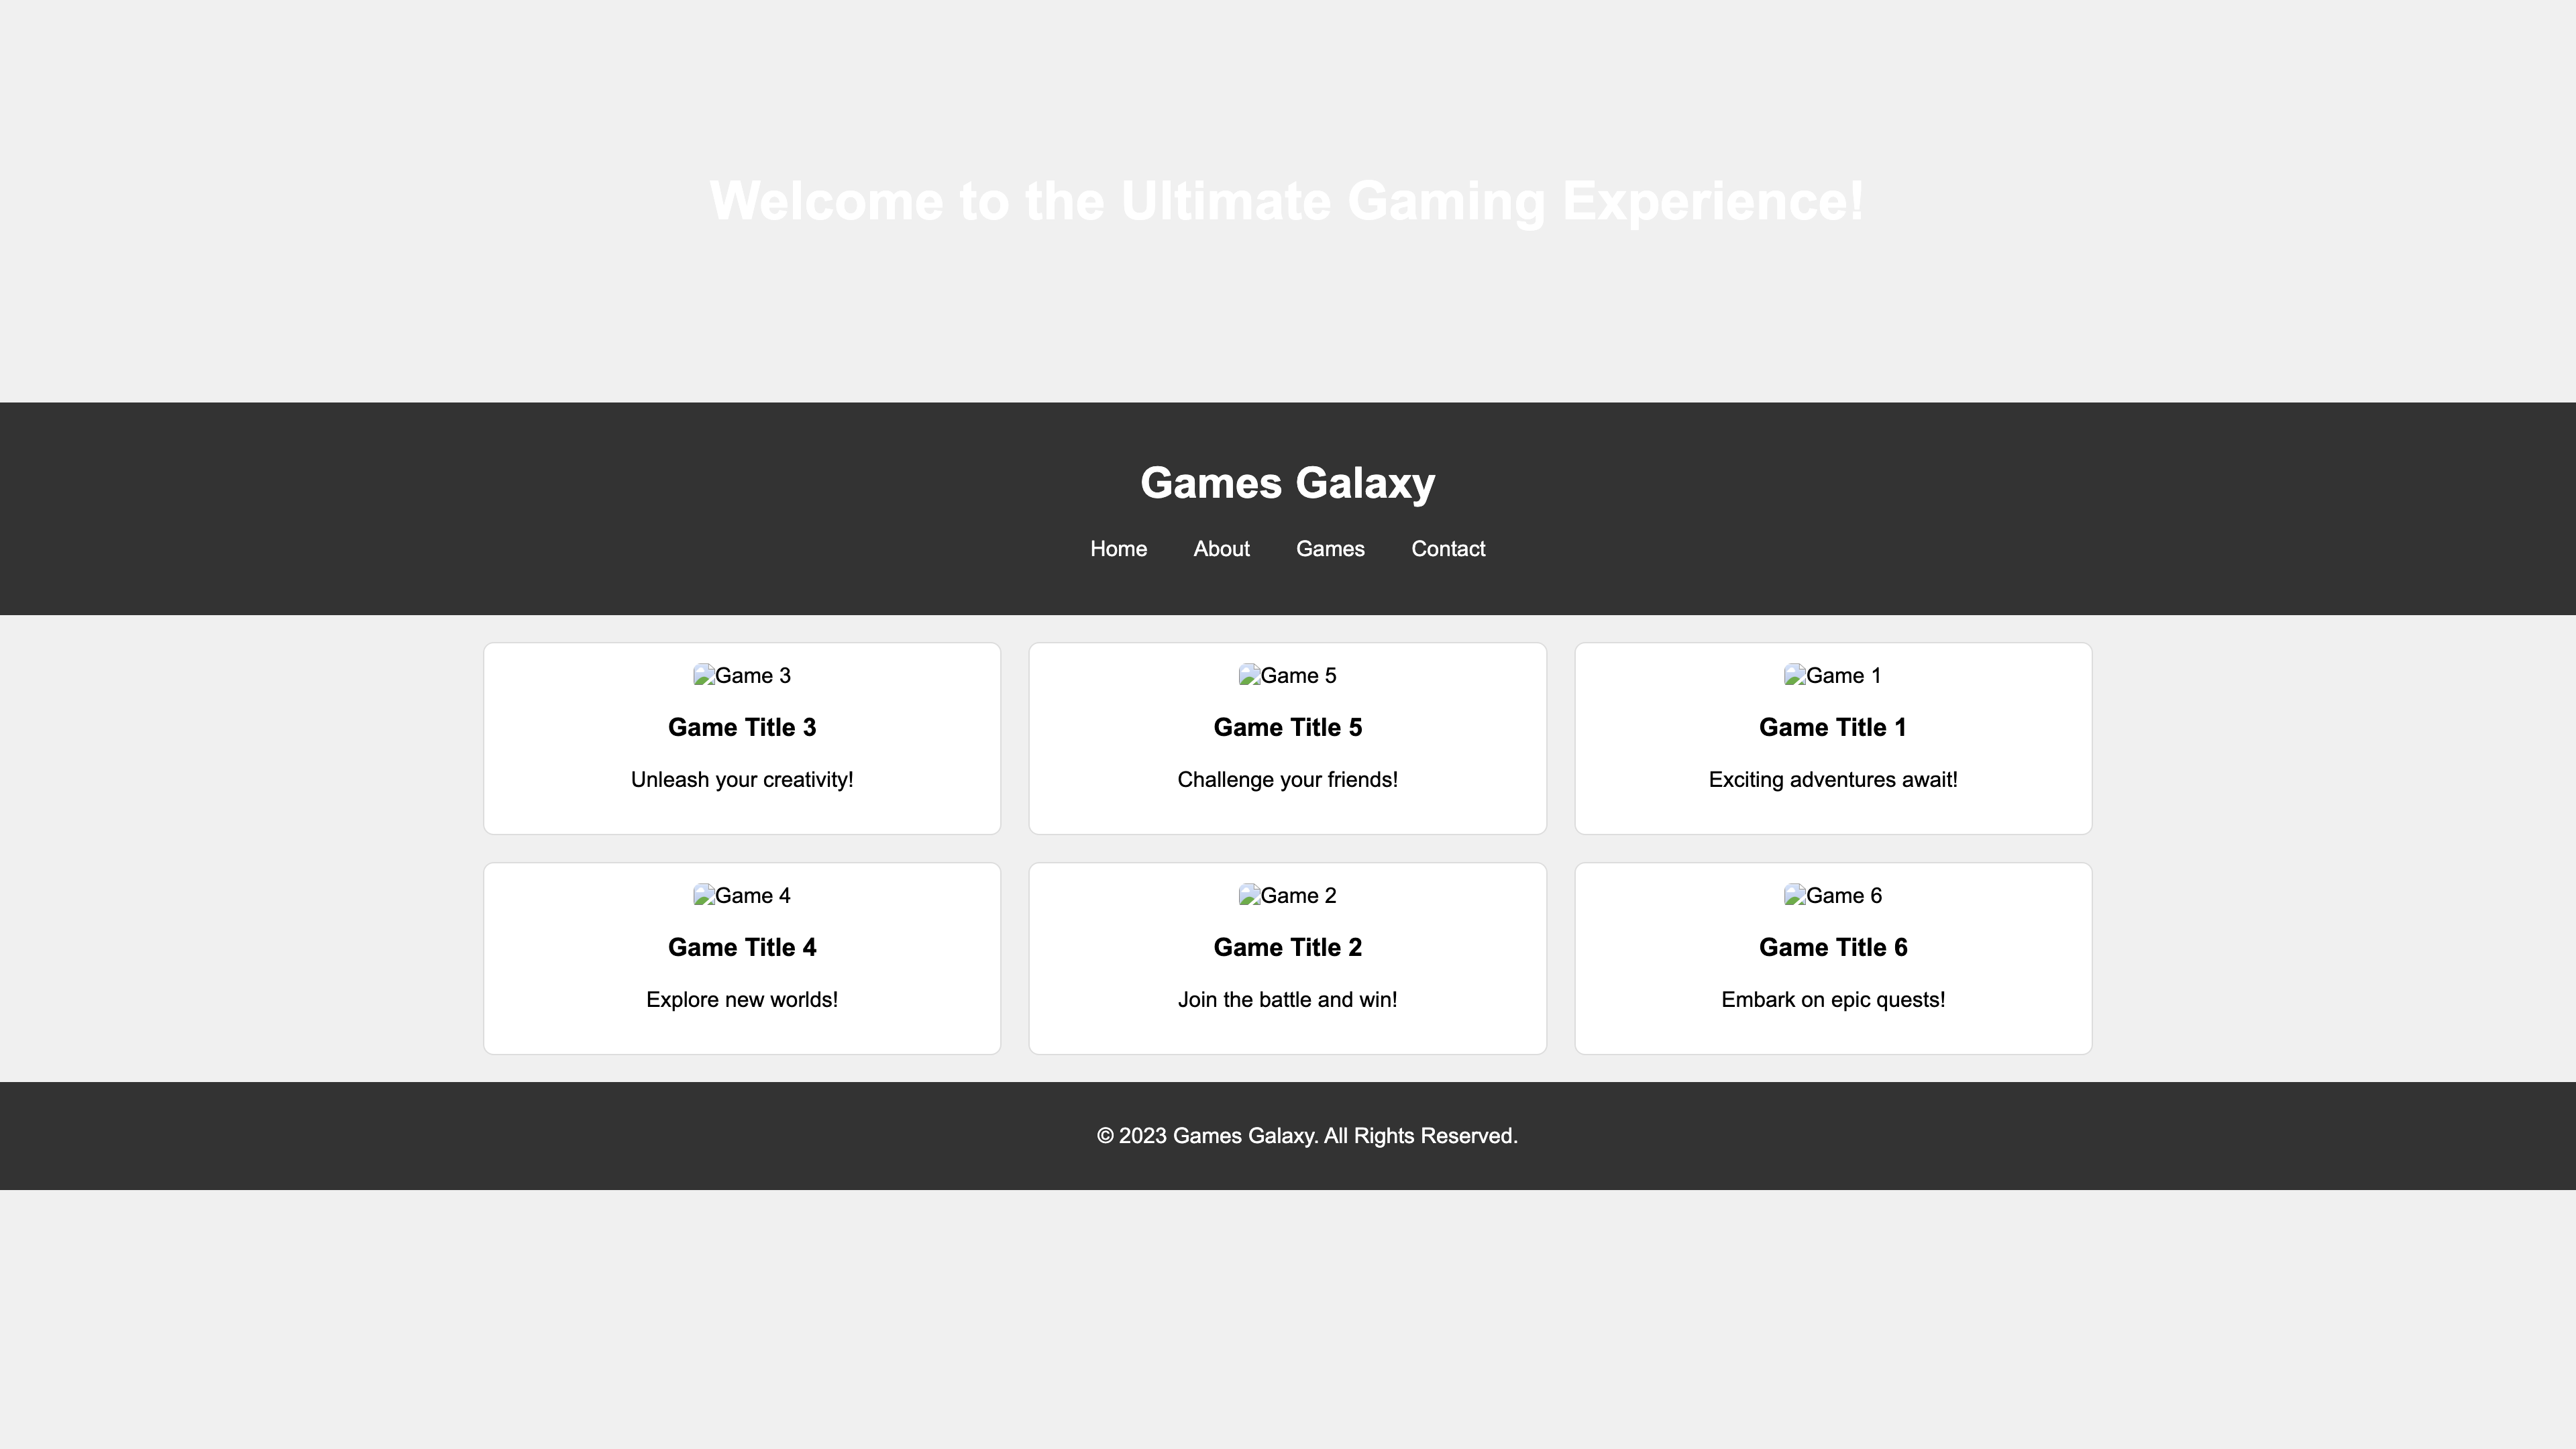 Welcome to the Ultimate Gaming Experience!
Games Galaxy
Home About Games Contact
Game 3
Game Title 3
Unleash your creativity!
Game 5
Game Title 5
Challenge your friends!
Game 1
Game Title 1
Exciting adventures await!
Game 4
Game Title 4
Explore new worlds!
Game 2
Game Title 2
Join the battle and win!
Game 6
Game Title 6
Embark on epic quests!
© 2023 Games Galaxy. All Rights Reserved.